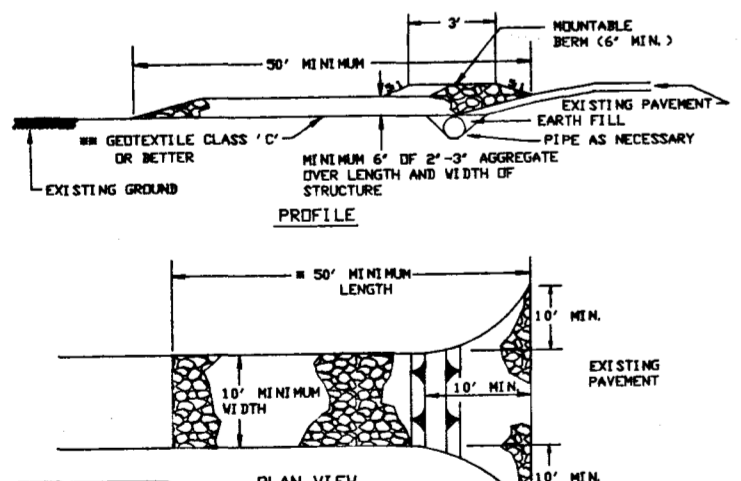 3'
MOUNTABLE
BERM (6' MIN.)
50' MINIMUM
EXISTING PAVEMENT
** GEOTEXTILE CLASS 'C'
OR BETTER
EARTH FILL
PIPE AS NECESSARY
MINIMUM 6' OF 2'-3' AGGREGATE
OVER LENGTH AND WIDTH OF
STRUCTURE
EXISTING GROUND
PROFILE
* 50' MINIMUM
LENGTH
10' MIN.
EXISTING
PAVEMENT
10' MINIMUM
WIDTH
10' MIN.
10' MIN.
PLAN VIEW